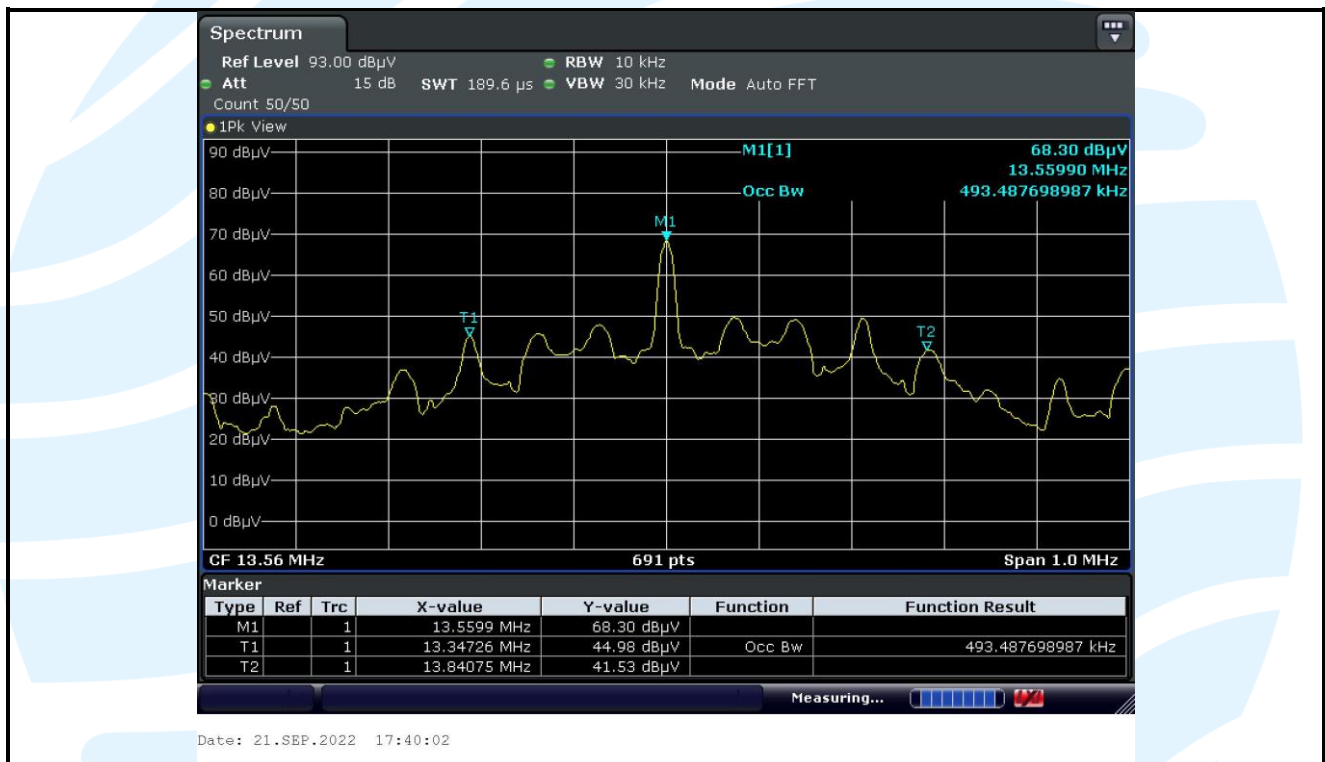 Spectrum
Ref Level 93.00 dBµV RBW 10 kHz
Att 15 dB SWT 189.6 µs VBW 30 kHz Mode Auto FFT
Count 50/50
1Pk View
90 dBµV M1[1] 68.30 dBµV
13.55990 MHz
80 dBµV Occ Bw 493.487698987 kHz
M1
70 dBµV
60 dBµV
50 dBµV T1
T2
40 dBµV
30 dBµV
20 dBµV
10 dBµV
0 dBµV
CF 13.56 MHz 691 pts Span 1.0 MHz
Marker
Type Ref Trc X-value Y-value Function Function Result
M1 1 13.5599 MHz 68.30 dBµV
T1 1 13.34726 MHz 44.98 dBµV Occ Bw 493.487698987 kHz
T2 1 13.84075 MHz 41.53 dBµV
Measuring...
Date: 21.SEP.2022 17:40:02